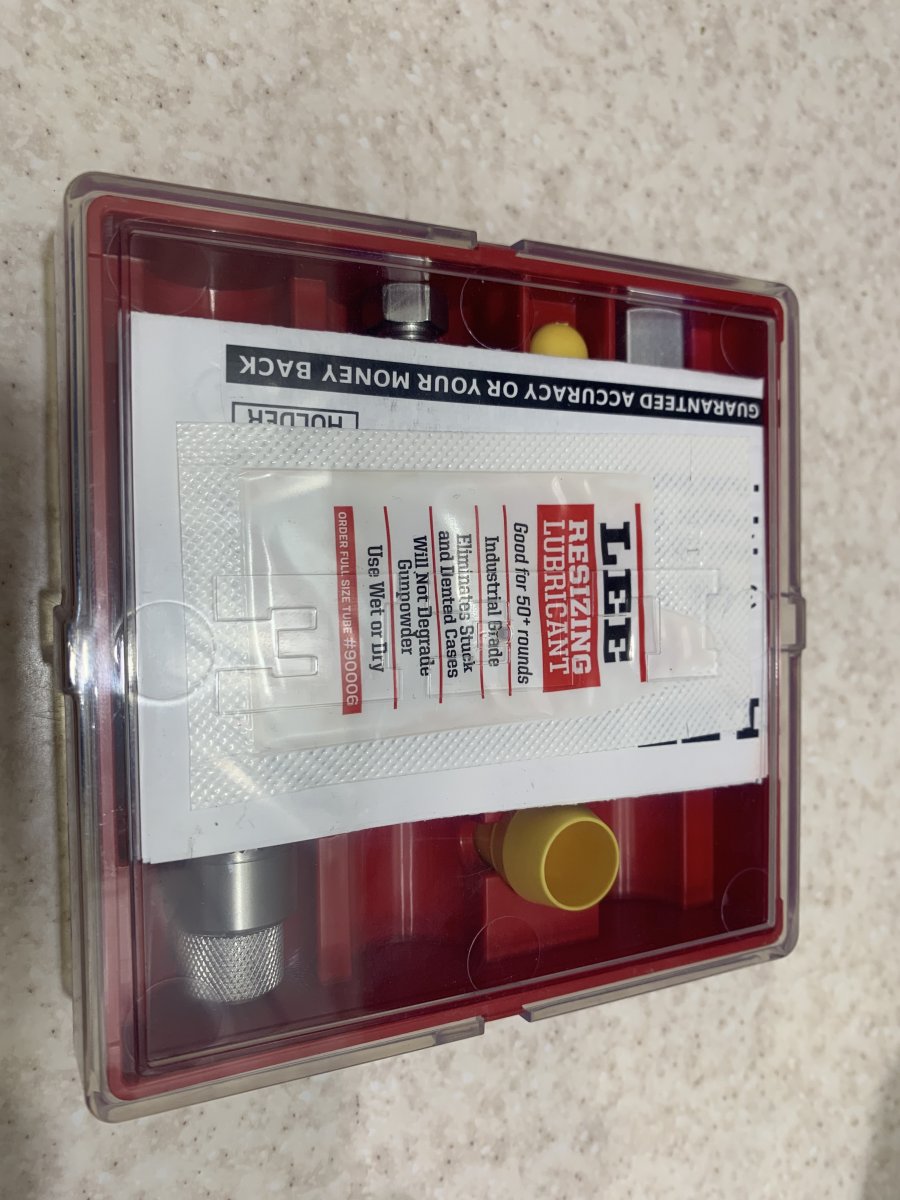 GUARANTEED ACCURACY OR YOUR MONEY BACK
HOLDER
LEE
RESIZING
LUBRICANT
Good for 50+ rounds
Industrial Grade
Eliminates Stuck
and Dented Cases
Will Not Degrade
Gunpowder
Use Wet or Dry
ORDER FULL SIZE TUBE #90006
LEE